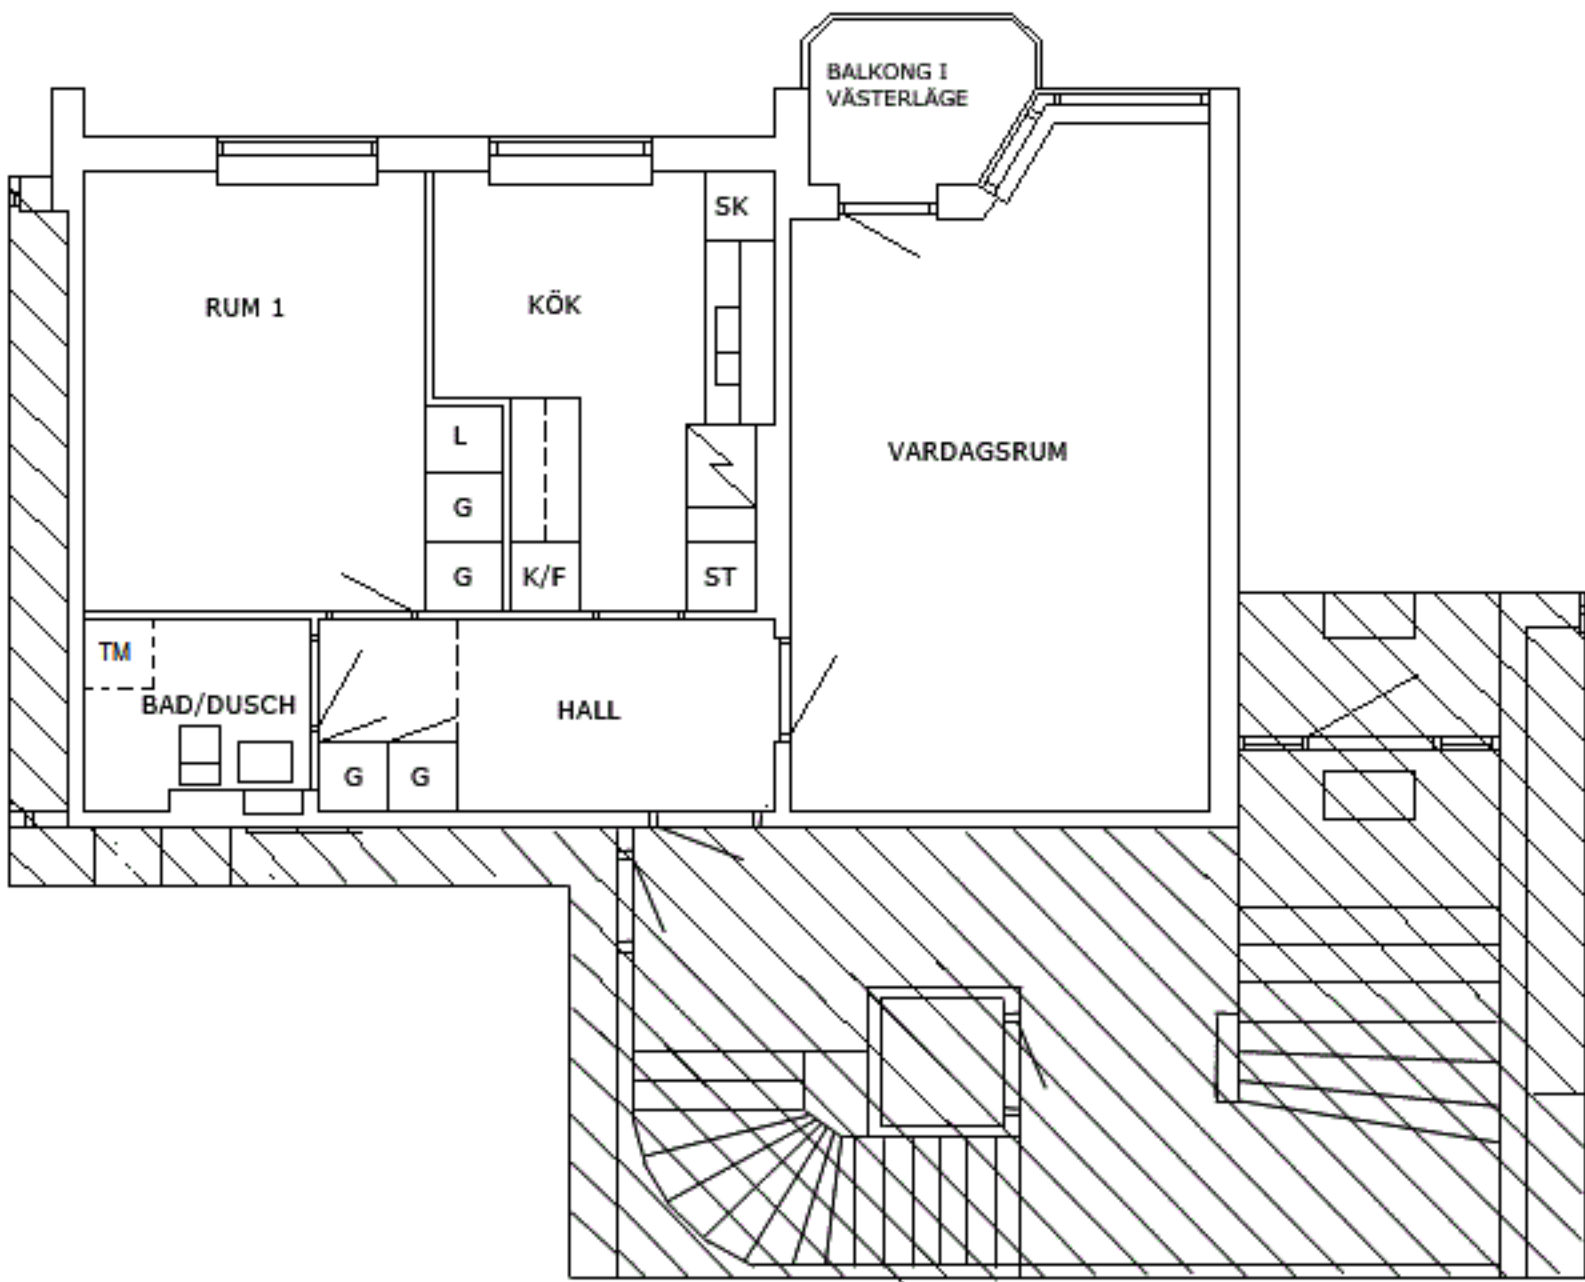 BALKONG I
VÄSTERLÄGE
SK
RUM 1
KÖK
L
VARDAGSRUM
G
G
K/F
ST
TM
BAD/DUSCH
HALL
G
G